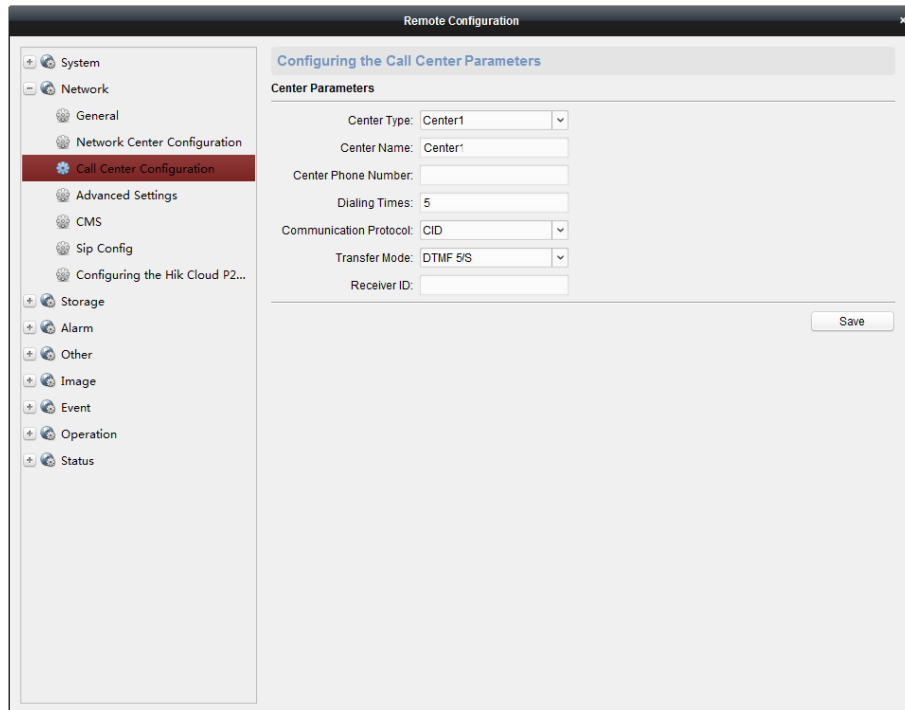 Remote Configuration
×
System
Network
General
Network Center Configuration
Call Center Configuration
Advanced Settings
CMS
Sip Config
Configuring the Hik Cloud P2...
Storage
Alarm
Other
Image
Event
Operation
Status
Configuring the Call Center Parameters
Center Parameters
Center Type: Center1
Center Name: Center1
Center Phone Number:
Dialing Times: 5
Communication Protocol: CID
Transfer Mode: DTMF 5/S
Receiver ID:
Save